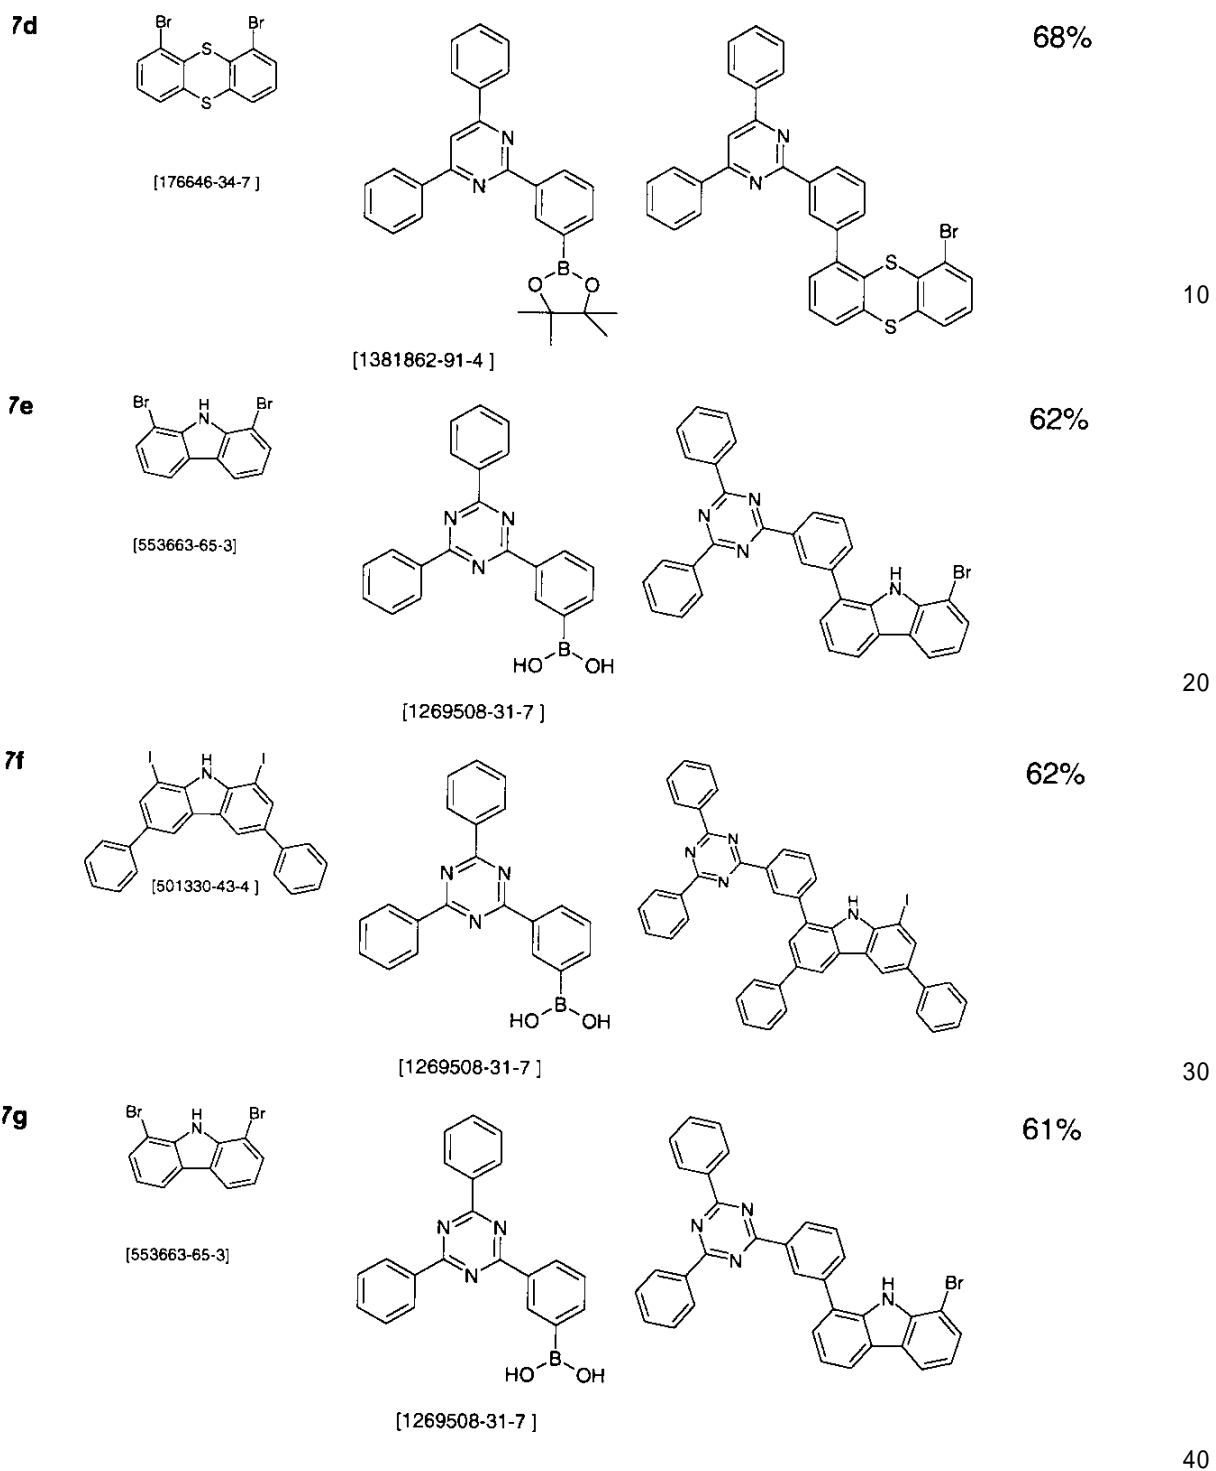 7d
68%
Br
Br
S
S
[176646-34-7 ]
N
N
B
O
O
[1381862-91-4 ]
N
N
Br
S
S
10
7e
62%
Br
H
N
Br
[553663-65-3]
N
N
N
B
HO
OH
[1269508-31-7 ]
N
N
N
H
N
Br
20
7f
62%
I
H
N
I
[501330-43-4 ]
N
N
N
B
HO
OH
[1269508-31-7 ]
N
N
N
H
N
I
30
7g
61%
Br
H
N
Br
[553663-65-3]
N
N
N
B
HO
OH
[1269508-31-7 ]
N
N
N
H
N
Br
40